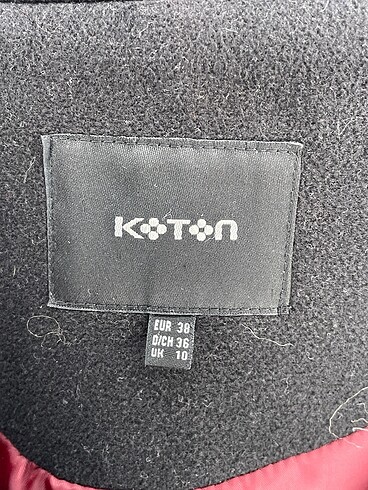 KOTON
EUR 38
D/CH 36
UK 10